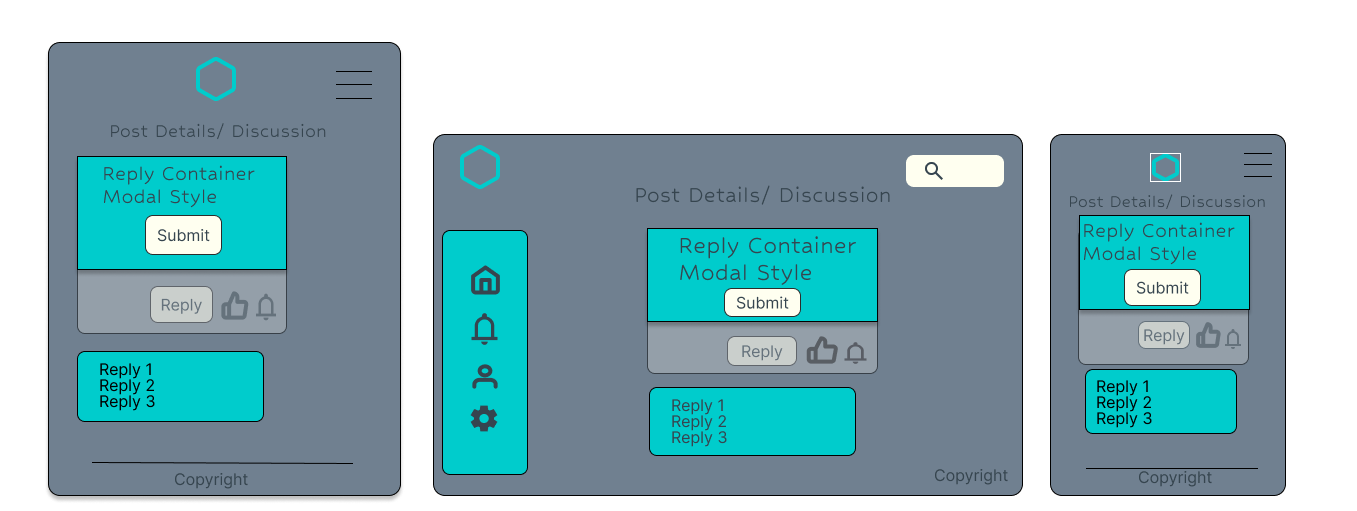 Post Details/ Discussion
Reply Container
Modal Style
Submit
Reply
Reply 1
Reply 2
Reply 3
Copyright
Post Details/ Discussion
Reply Container
Modal Style
Submit
Reply
Reply 1
Reply 2
Reply 3
Copyright
Post Details/ Discussion
Reply Container
Modal Style
Submit
Reply
Reply 1
Reply 2
Reply 3
Copyright